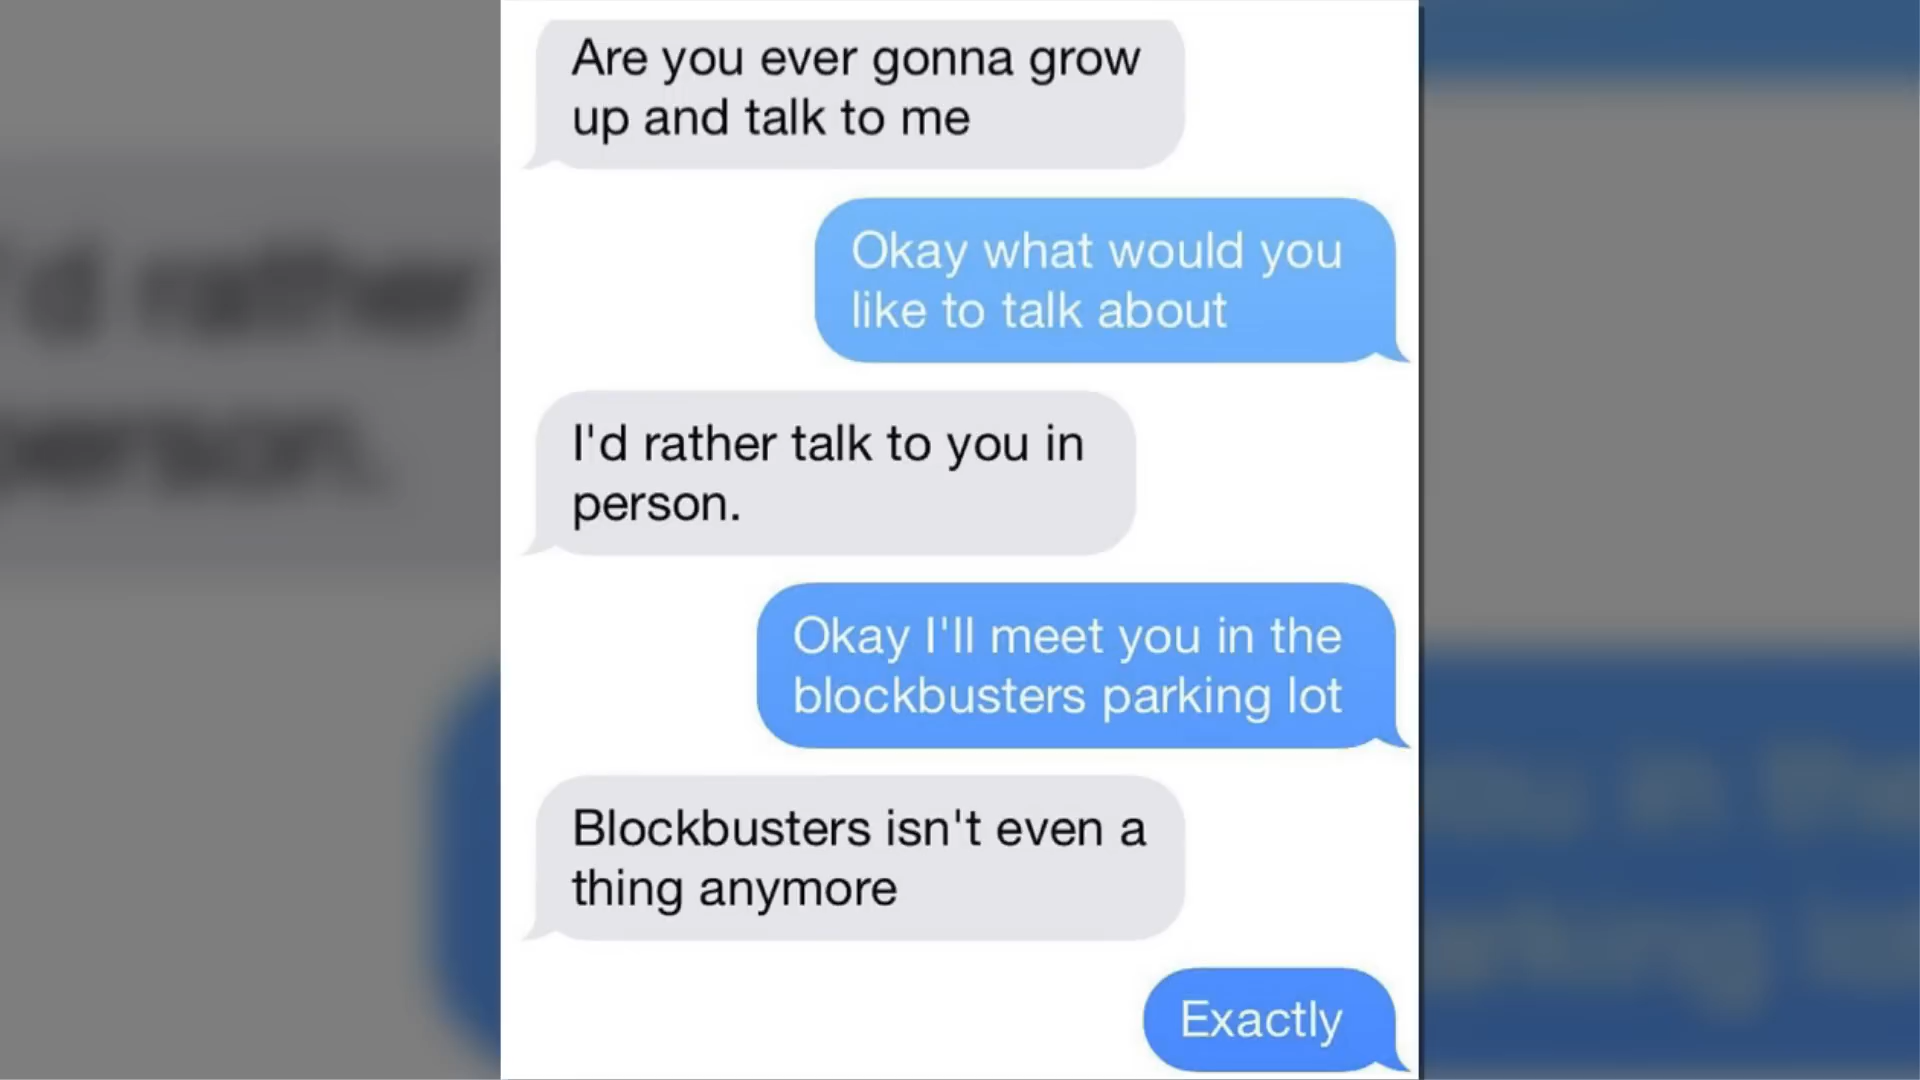 Are you ever gonna grow
up and talk to me
Okay what would you
like to talk about
I'd rather talk to you in
person.
Okay I'll meet you in the
blockbusters parking lot
Blockbusters isn't even a
thing anymore
Exactly